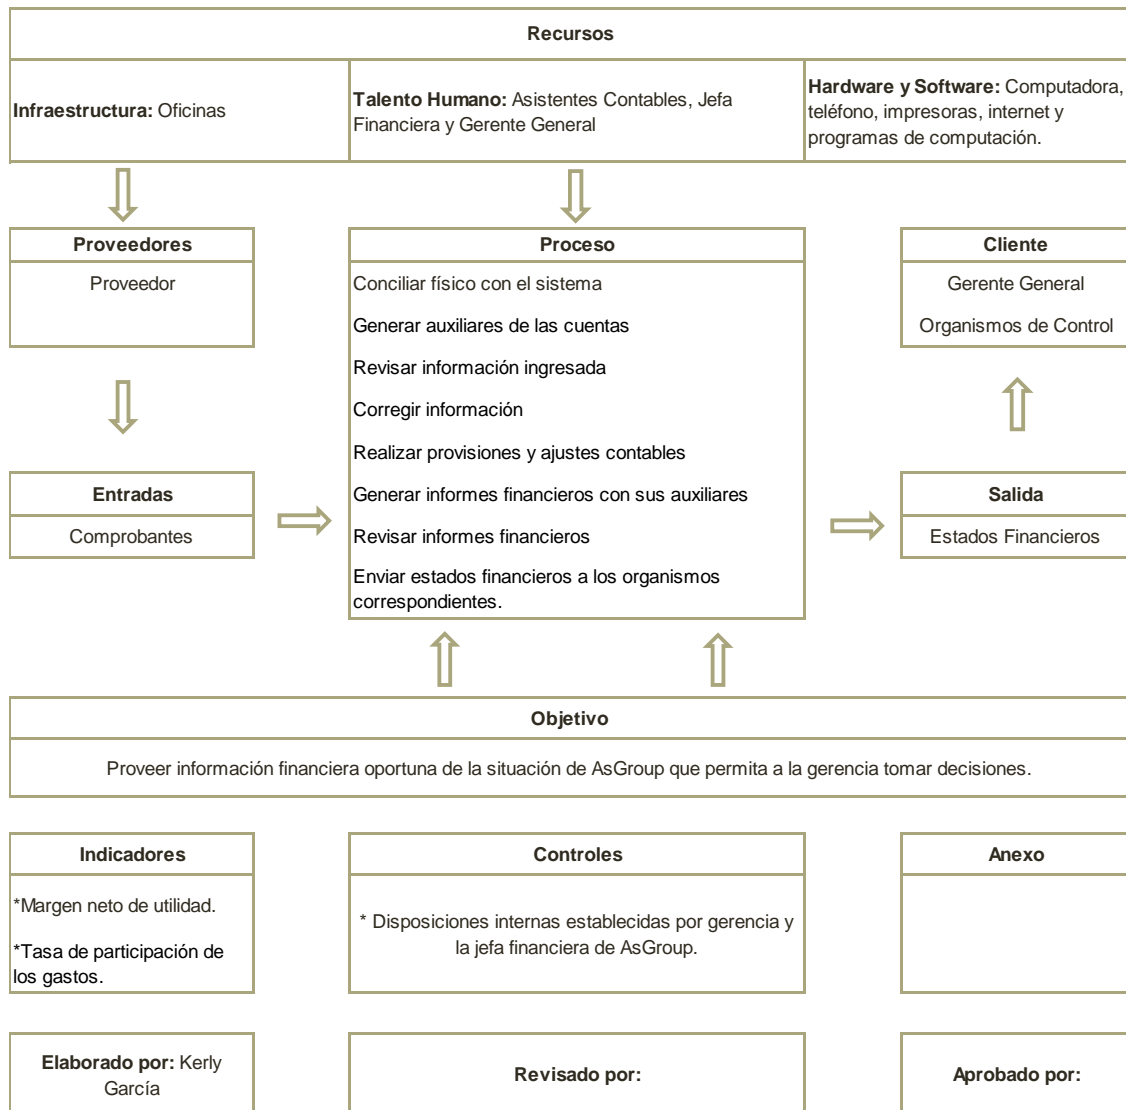 Recursos
Infraestructura: Oficinas
Talento Humano: Asistentes Contables, Jefa
Financiera y Gerente General
Hardware y Software: Computadora,
teléfono, impresoras, internet y
programas de computación.
Proveedores
Proveedor
Proceso
Conciliar físico con el sistema
Generar auxiliares de las cuentas
Revisar información ingresada
Corregir información
Realizar provisiones y ajustes contables
Generar informes financieros con sus auxiliares
Revisar informes financieros
Enviar estados financieros a los organismos
correspondientes.
Cliente
Gerente General
Organismos de Control
Entradas
Comprobantes
Salida
Estados Financieros
Objetivo
Proveer información financiera oportuna de la situación de AsGroup que permita a la gerencia tomar decisiones.
Indicadores
*Margen neto de utilidad.
*Tasa de participación de
los gastos.
Controles
* Disposiciones internas establecidas por gerencia y
la jefa financiera de AsGroup.
Anexo
Elaborado por: Kerly
García
Revisado por:
Aprobado por: